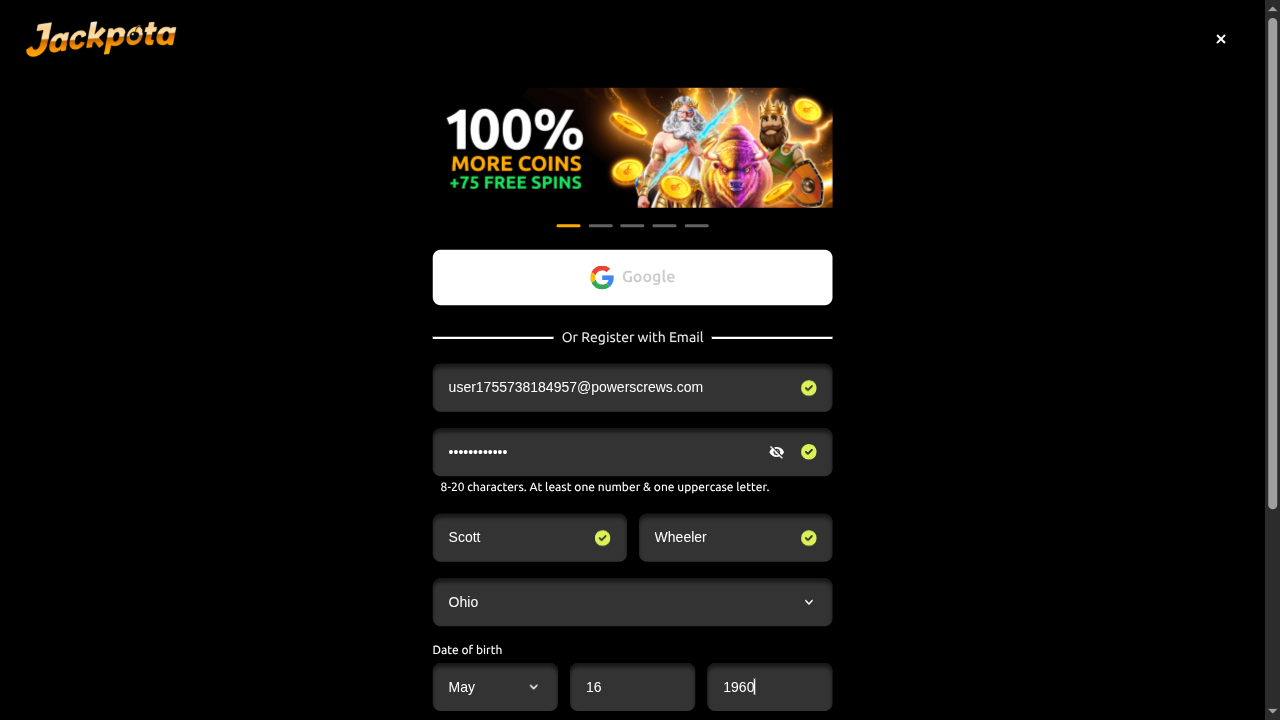 Jackpota
100%
MORE COINS
+75 FREE SPINS
Google
Or Register with Email
user1755738184957@powerscrews.com
••••••••••••
8-20 characters. At least one number & one uppercase letter.
Scott
Wheeler
Ohio
Date of birth
May
16
1960